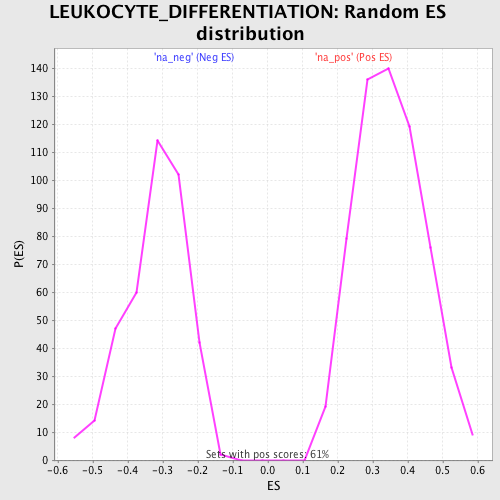 LEUKOCYTE_DIFFERENTIATION: Random ES
distribution
'na_neg' (Neg ES) 'na_pos' (Pos ES)
P(ES)
140
130
120
110
100
90
80
70
60
50
40
30
20
10
0
Sets with pos scores: 61%
-0.6 -0.5 -0.4 -0.3 -0.2 -0.1 0.0 0.1 0.2 0.3 0.4 0.5 0.6
ES